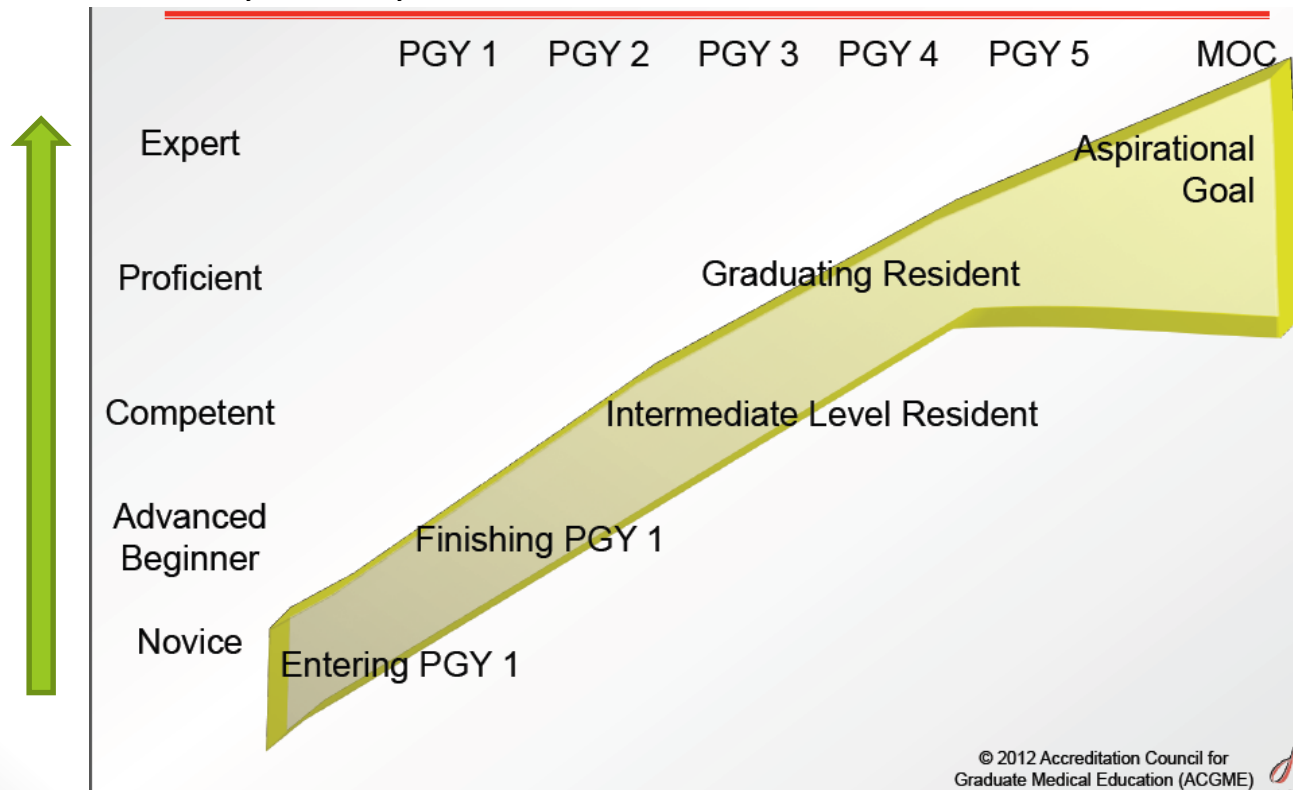 PGY 1 PGY 2 PGY 3 PGY 4 PGY 5 MOC
Expert
Aspirational
Goal
Proficient
Graduating Resident
Competent
Intermediate Level Resident
Advanced
Beginner
Finishing PGY 1
Novice
Entering PGY 1
© 2012 Accreditation Council for
Graduate Medical Education (ACGME)